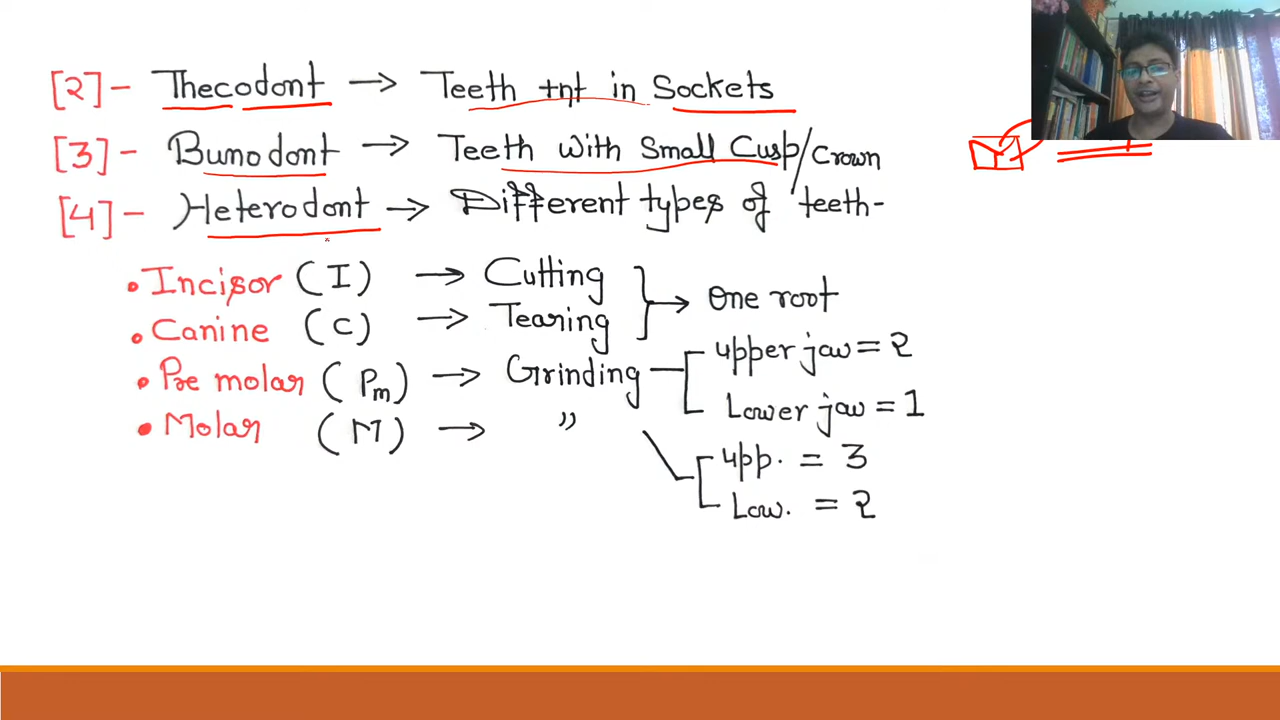 [2]- Thecodont → Teeth +nt in Sockets
[3]- Bunodont → Teeth With Small Cusp/Crown
[4]- Heterodont → Different types of teeth-
• Incisor (I) → Cutting
• Canine (C) → Tearing
→ One root
• Pre molar (Pm) → Grinding
upper jaw = 2
Lower jaw = 1
• Molar (M) → "
upp. = 3
Low. = 2